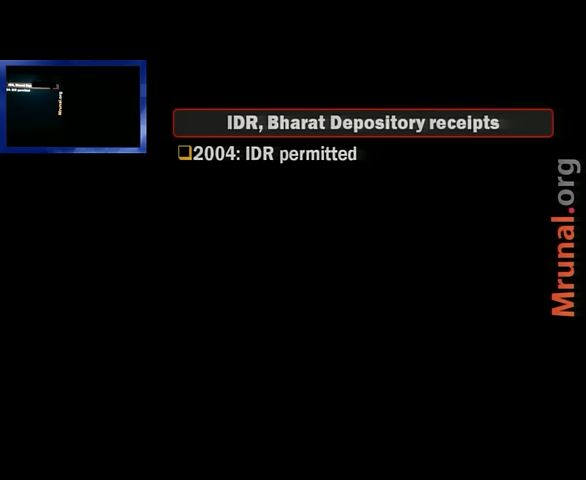 IDR, Bharat Depository receipts
2004: IDR permitted
Mrunal.org